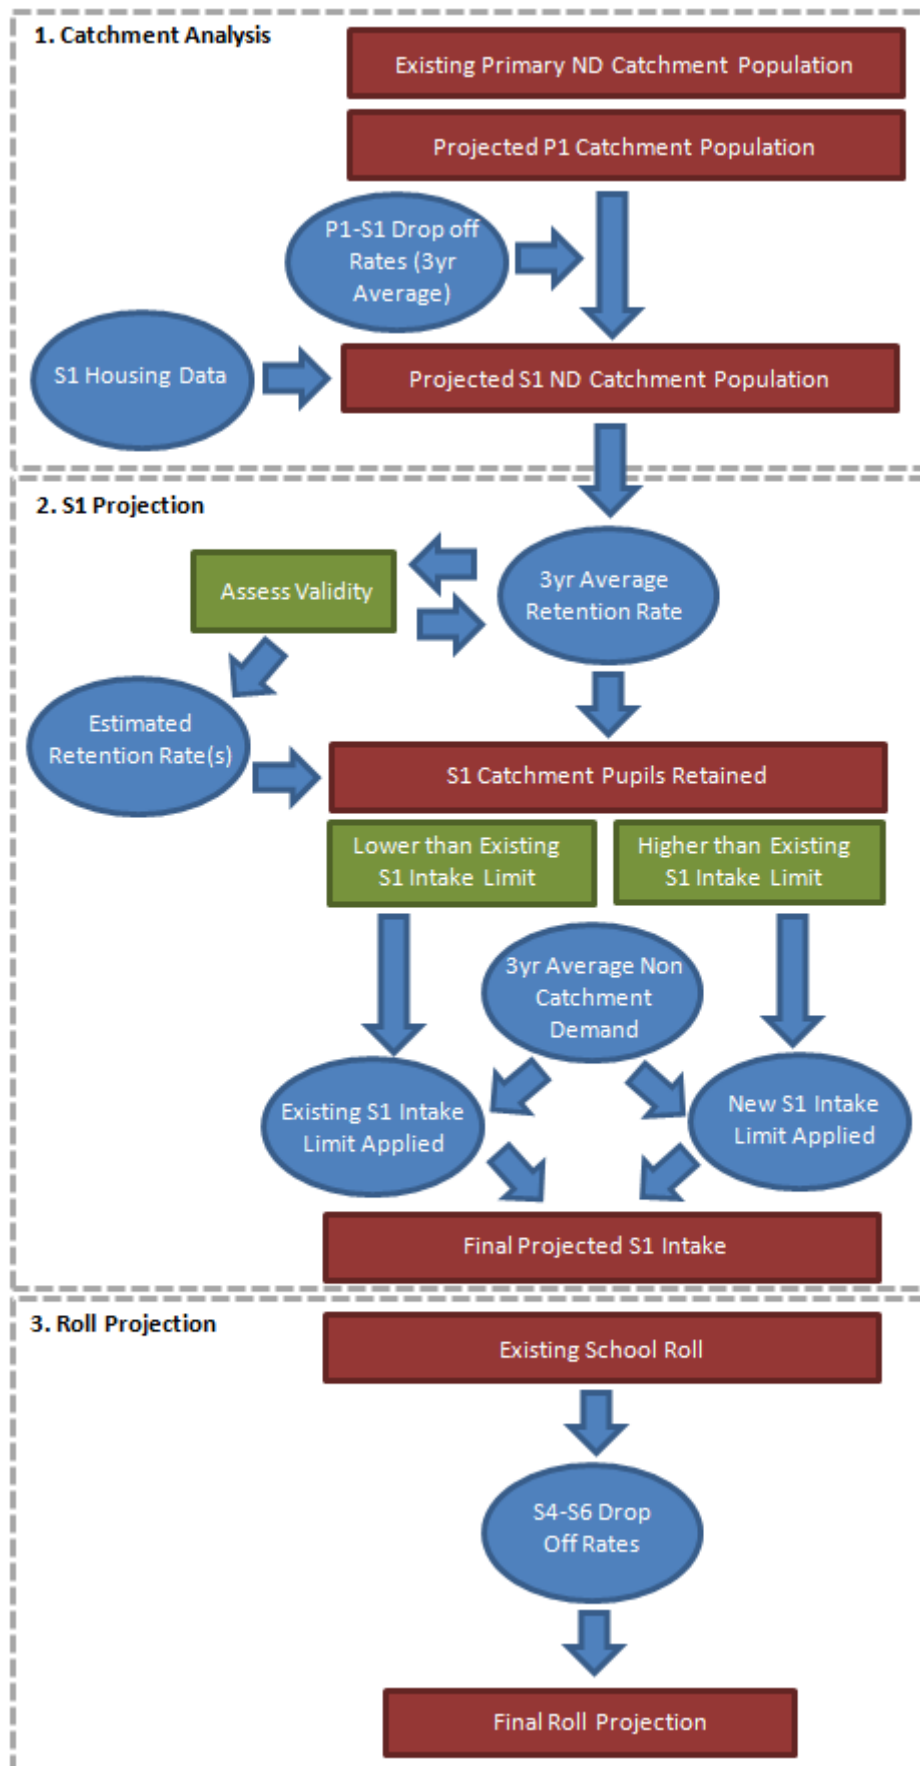 1. Catchment Analysis
Existing Primary ND Catchment Population
Projected P1 Catchment Population
P1-S1 Drop off
Rates (3yr
Average)
S1 Housing Data
Projected S1 ND Catchment Population
2. S1 Projection
Assess Validity
3yr Average
Retention Rate
Estimated
Retention Rate(s)
S1 Catchment Pupils Retained
Lower than Existing
S1 Intake Limit
Higher than Existing
S1 Intake Limit
3yr Average Non
Catchment
Demand
Existing S1 Intake
Limit Applied
New S1 Intake
Limit Applied
Final Projected S1 Intake
3. Roll Projection
Existing School Roll
S4-S6 Drop
Off Rates
Final Roll Projection